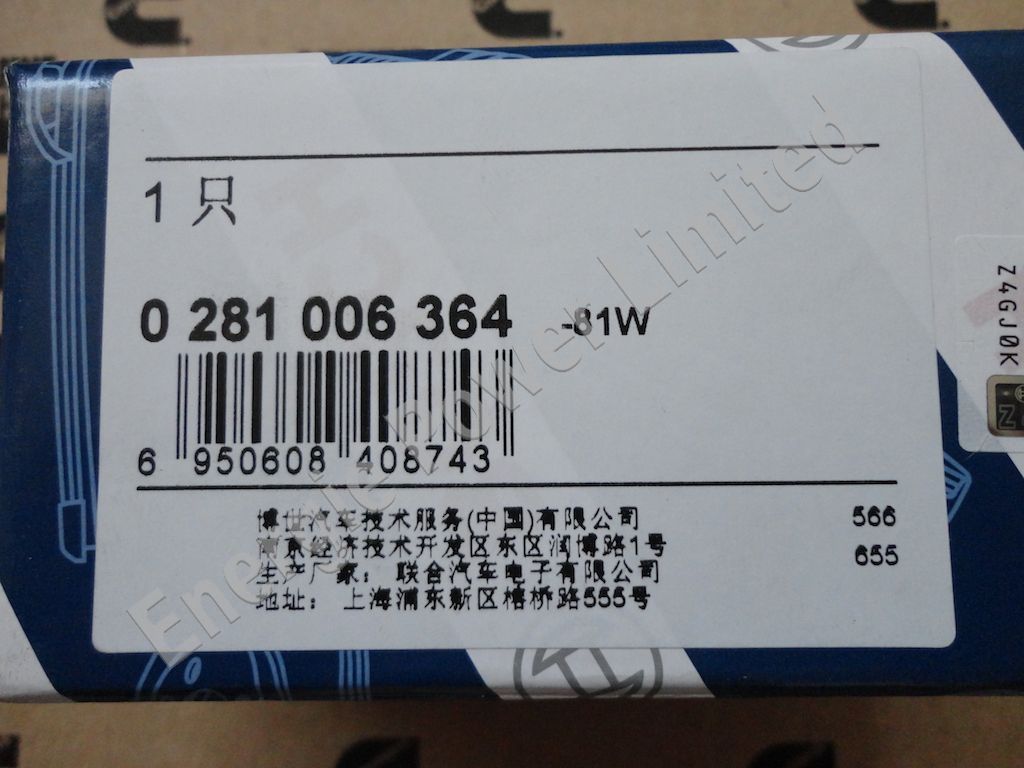 1 只
0 281 006 364 -81W
6 950608 408743
博世汽车技术服务(中国)有限公司 566
南京经济技术开发区东区润博路1号 655
生产厂家: 联合汽车电子有限公司
地址: 上海浦东新区榕桥路555号
Z4GJ0K
Energie Power Limited